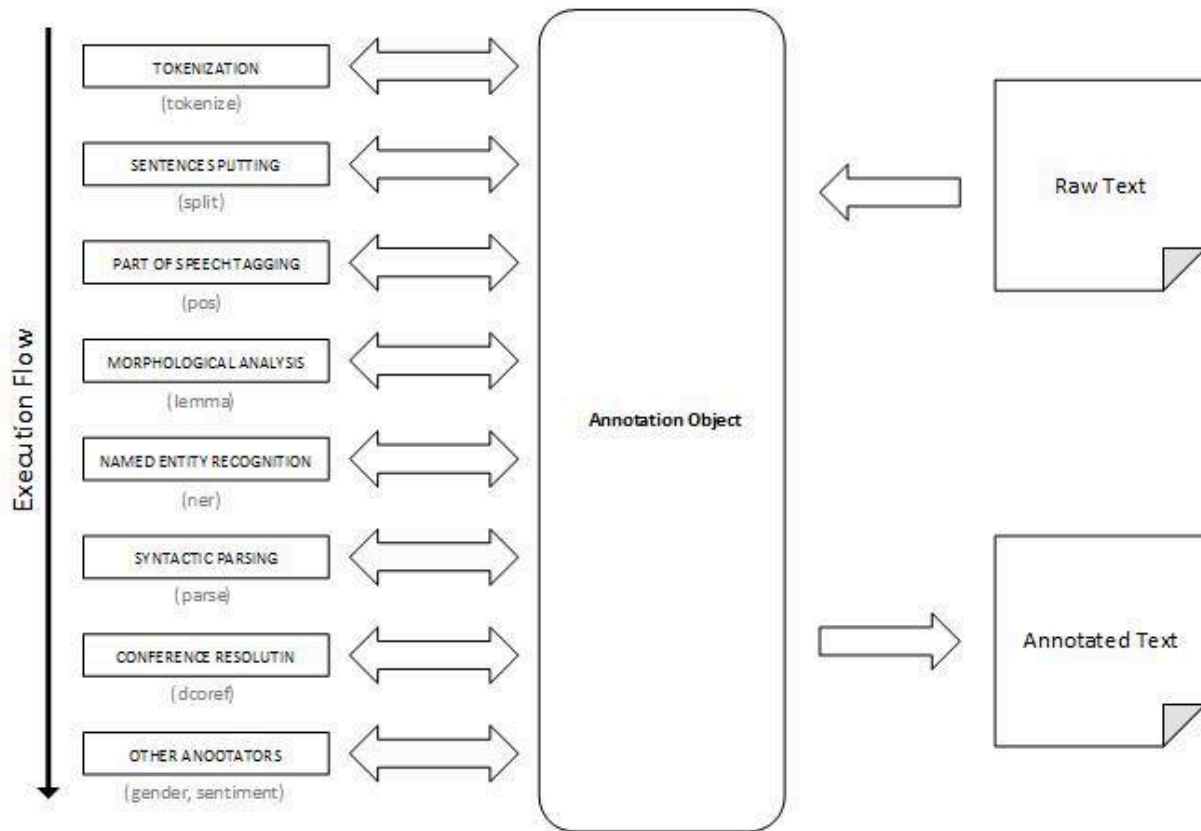 Execution Flow
TOKENIZATION
(tokenize)
SENTENCE SPUTTING
(split)
PART OF SPEECH TAGGING
(pos)
MORPHOLOGICAL ANALYSIS
(lemma)
NAMED ENTITY RECOGNITION
(ner)
SYNTACTIC PARSING
(parse)
CONFERENCE RESOLUTIN
(dcoref)
OTHER ANOOTATORS
(gender, sentiment)
Annotation Object
Raw Text
Annotated Text